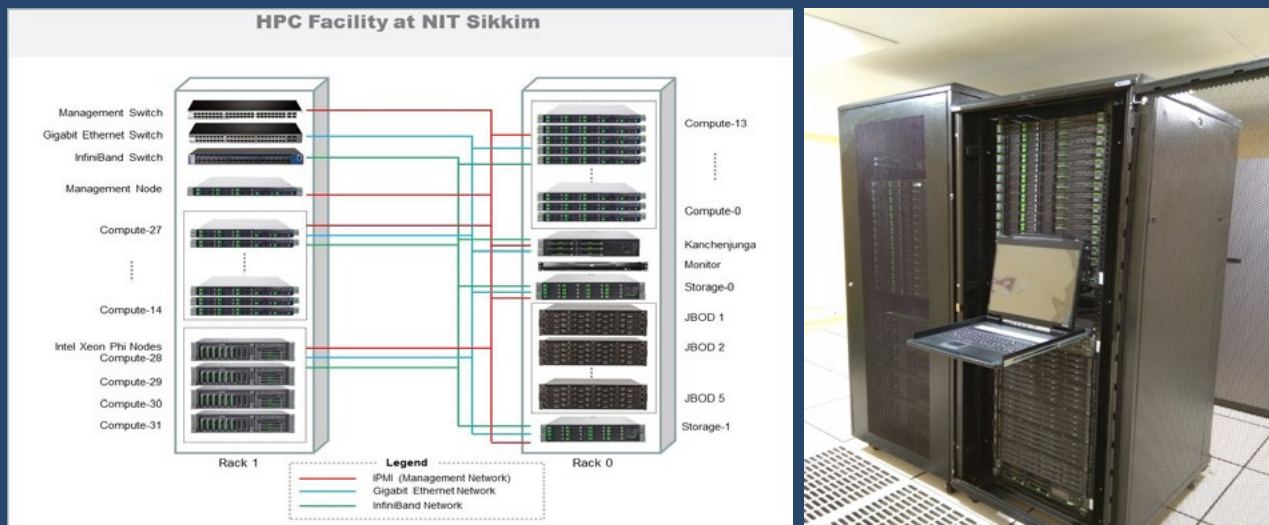 HPC Facility at NIT Sikkim
Management Switch
Gigabit Ethernet Switch
InfiniBand Switch
Management Node
Compute-27
Compute-14
Intel Xeon Phi Nodes
Compute-28
Compute-29
Compute-30
Compute-31
Rack 1
Compute-13
Compute-0
Kanchenjunga
Monitor
Storage-0
JBOD 1
JBOD 2
JBOD 5
Storage-1
Rack 0
Legend
IPMI (Management Network)
Gigabit Ethernet Network
InfiniBand Network